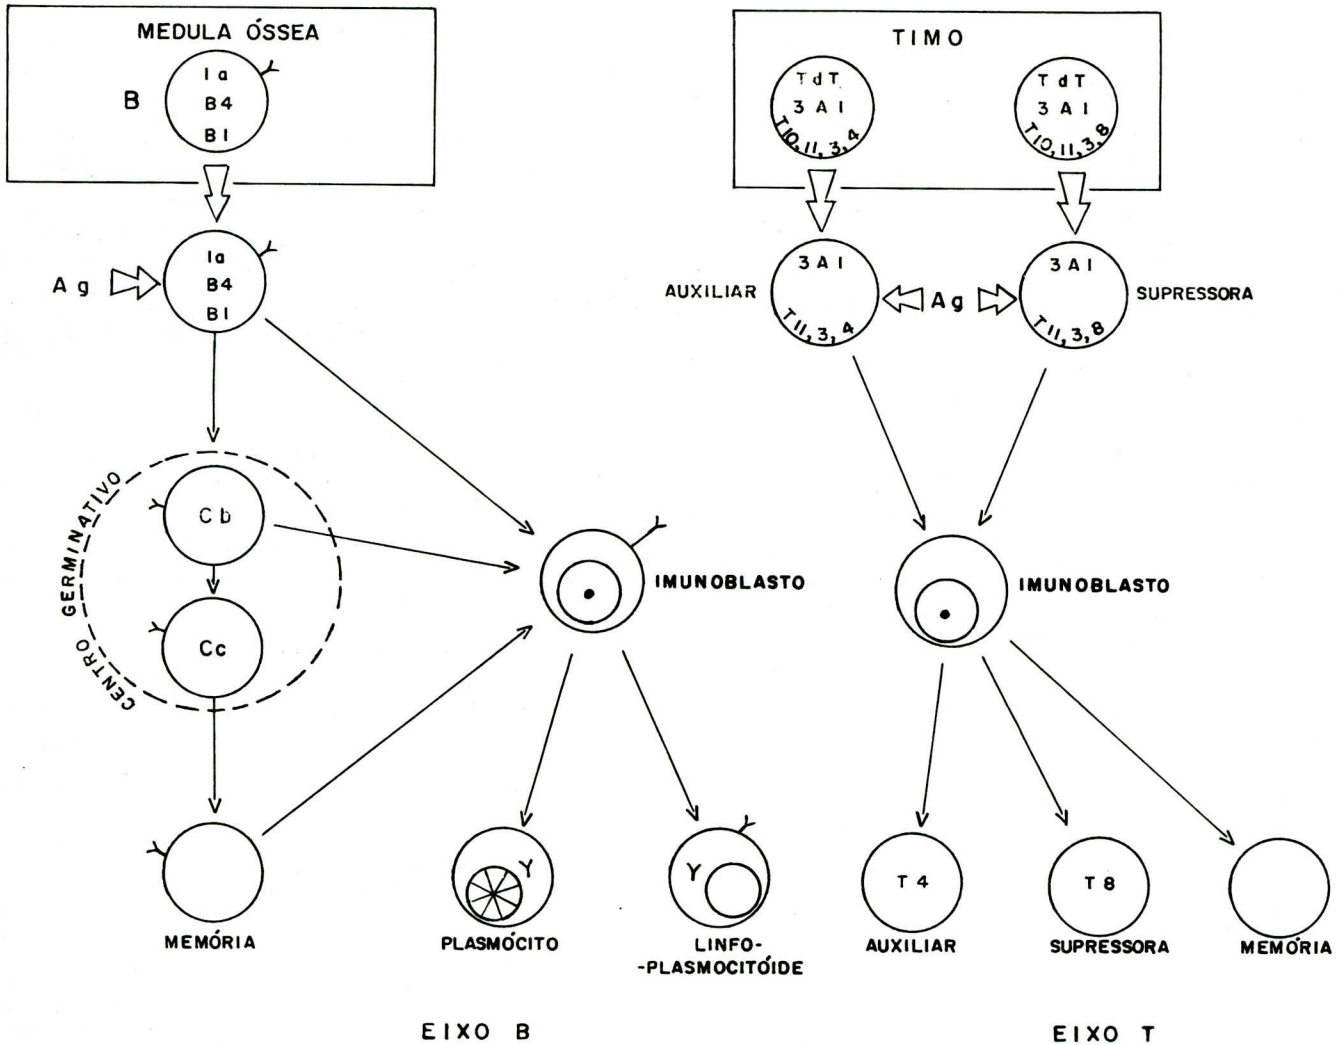 MEDULA ÓSSEA
B
Ia
B4
B1
Ag
Ia
B4
B1
CENTRO GERMINATIVO
Cb
Cc
MEMÓRIA
IMUNOBLASTO
PLASMÓCITO
LINFO-
-PLASMOCITÓIDE
EIXO B
TIMO
TdT
3A1
T10, 11, 3, 4
TdT
3A1
T10, 11, 3, 8
AUXILIAR
3A1
T11, 3, 4
Ag
3A1
T11, 3, 8
SUPRESSORA
IMUNOBLASTO
T4
AUXILIAR
T8
SUPRESSORA
MEMÓRIA
EIXO T